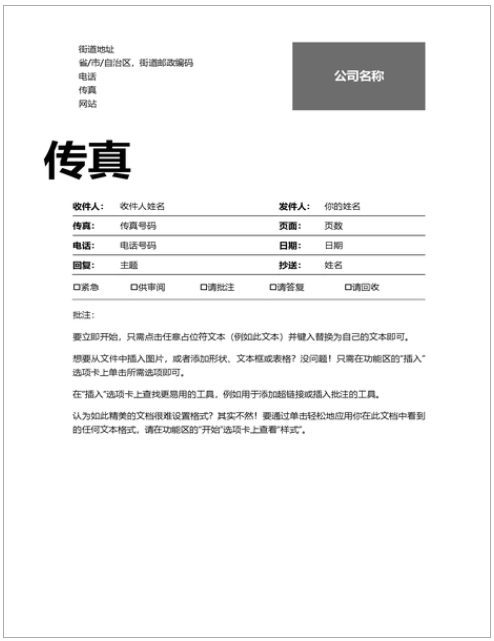 街道地址
省/市/自治区，街道邮政编码
电话
传真
网站
公司名称
传真
收件人： 收件人姓名 发件人： 你的姓名
传真： 传真号码 页面： 页数
电话： 电话号码 日期： 日期
回复： 主题 抄送： 姓名
□紧急 □供审阅 □请批注 □请答复 □请回收
批注：
要立即开始，只需点击任意占位符文本（例如此文本）并键入替换为自己的文本即可。
想要从文件中插入图片，或者添加形状、文本框或表格？没问题！只需在功能区的“插入”
选项卡上单击所需选项即可。
在“插入”选项卡上查找更易用的工具，例如用于添加超链接或插入批注的工具。
认为如此精美的文档很难设置格式？其实不然！要通过单击轻松地应用你在此文档中看到
的任何文本格式，请在功能区的“开始”选项卡上查看“样式”。